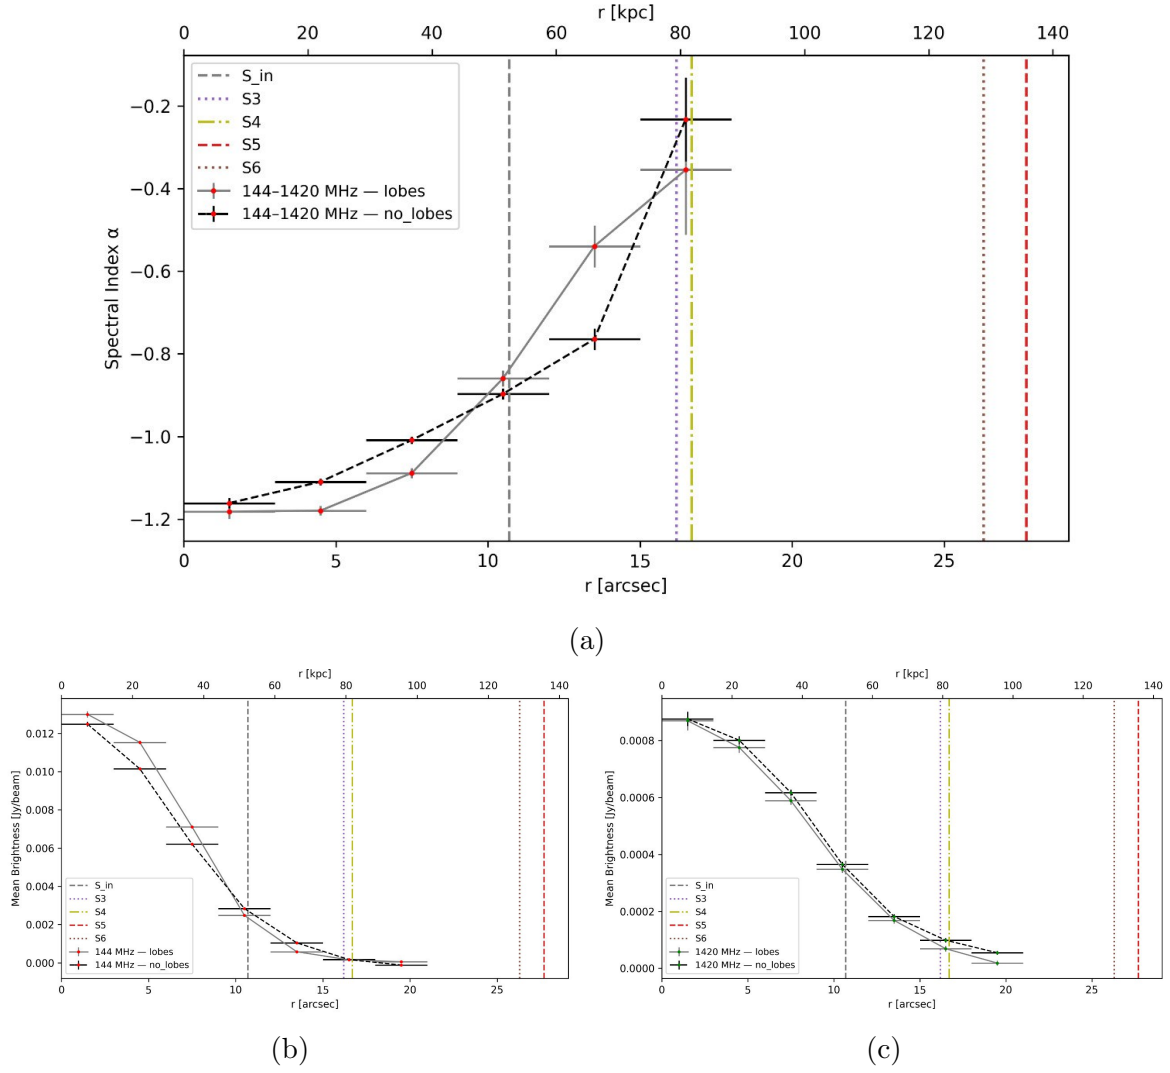 r [kpc]
0 20 40 60 80 100 120 140
S_in
S3
S4
S5
S6
144–1420 MHz — lobes
144–1420 MHz — no_lobes
Spectral Index α
−0.2
−0.4
−0.6
−0.8
−1.0
−1.2
0 5 10 15 20 25
r [arcsec]
(a)
r [kpc]
0 20 40 60 80 100 120 140
Mean Brightness [Jy/beam]
0.012
0.010
0.008
0.006
0.004
0.002
0.000
S_in
S3
S4
S5
S6
144 MHz — lobes
144 MHz — no_lobes
0 5 10 15 20 25
r [arcsec]
(b)
r [kpc]
0 20 40 60 80 100 120 140
Mean Brightness [Jy/beam]
0.0008
0.0006
0.0004
0.0002
0.0000
S_in
S3
S4
S5
S6
1420 MHz — lobes
1420 MHz — no_lobes
0 5 10 15 20 25
r [arcsec]
(c)